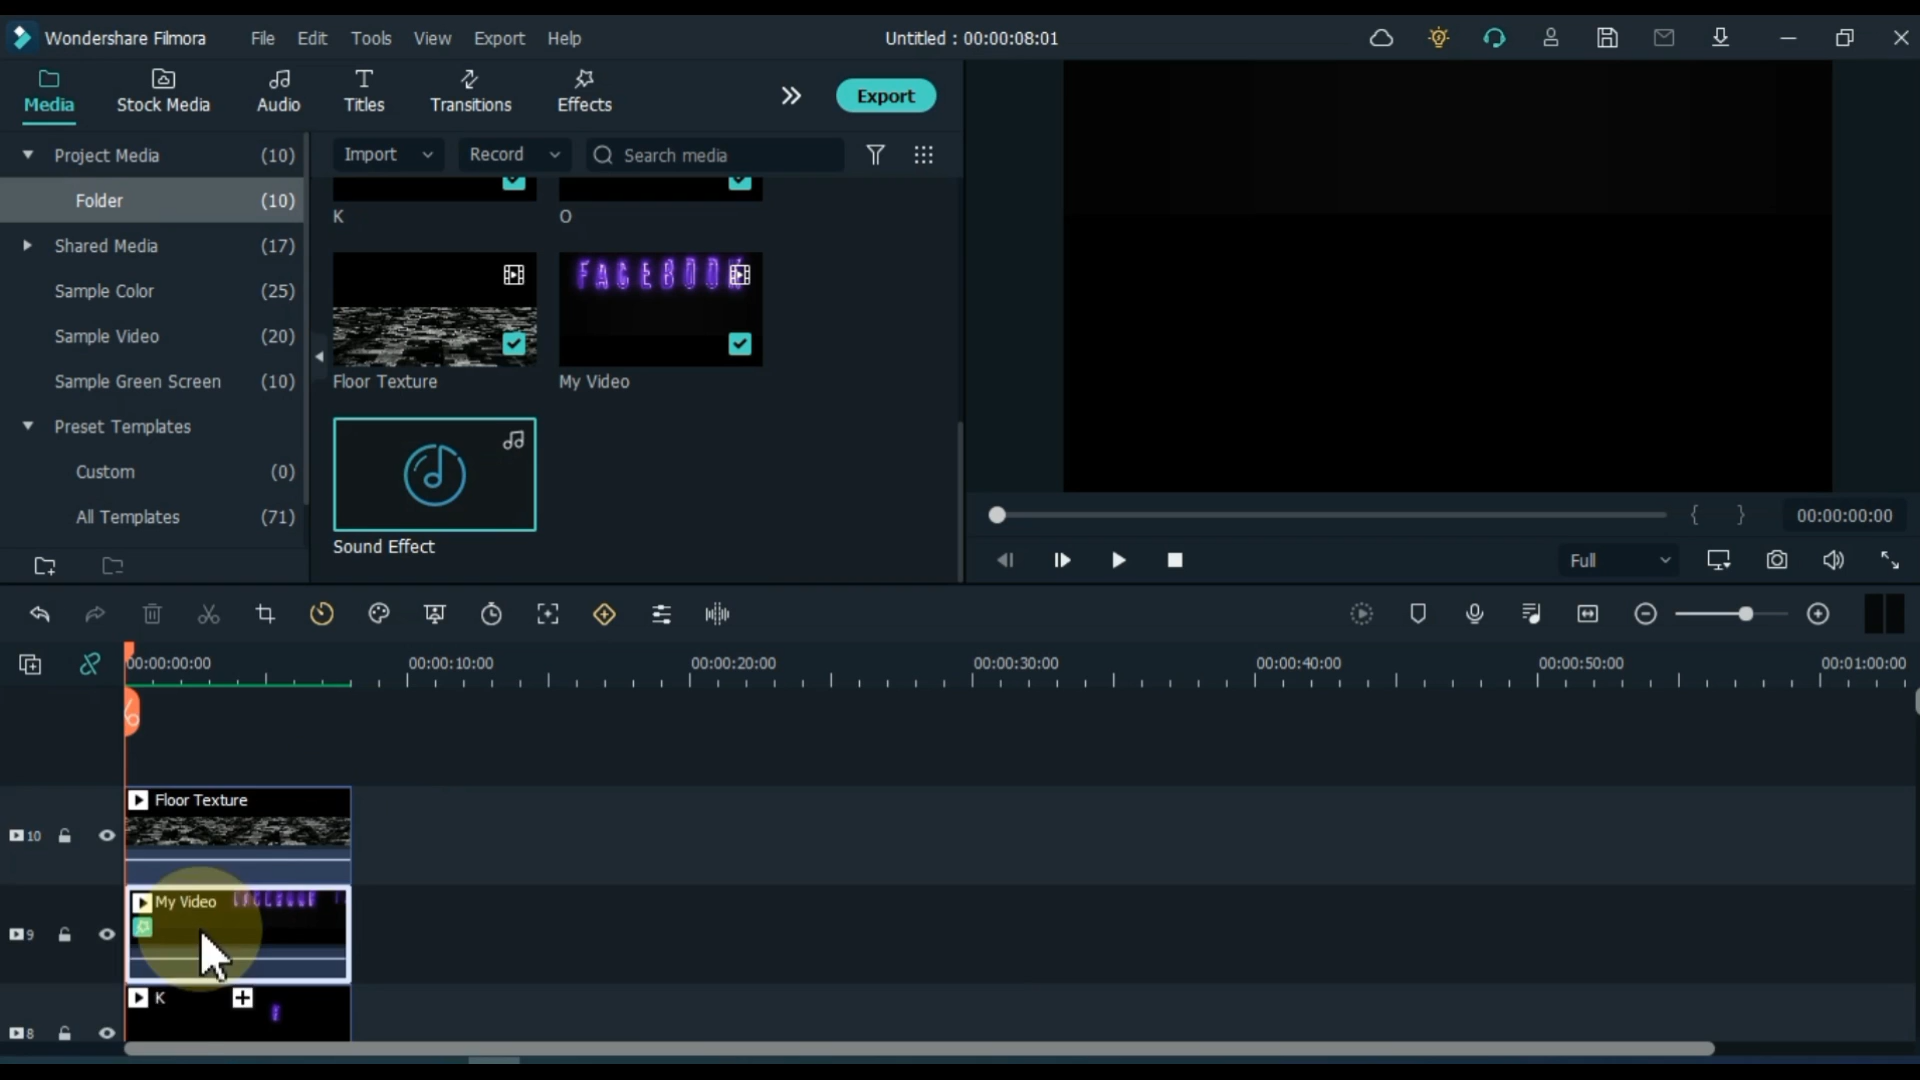 Wondershare Filmora File Edit Tools View Export Help Untitled : 00:00:08:01
Media Stock Media Audio Titles Transitions Effects Export
Project Media (10) Import Record Search media
Folder (10)
K O
Shared Media (17)
Sample Color (25)
FACEBOOK
Sample Video (20)
Sample Green Screen (10) Floor Texture My Video
Preset Templates
Custom (0)
All Templates (71) { } 00:00:00:00
Sound Effect
Full
00:00:00:00 00:00:10:00 00:00:20:00 00:00:30:00 00:00:40:00 00:00:50:00 00:01:00:00
Floor Texture
10
My Video FACEBOOK
9
K
8